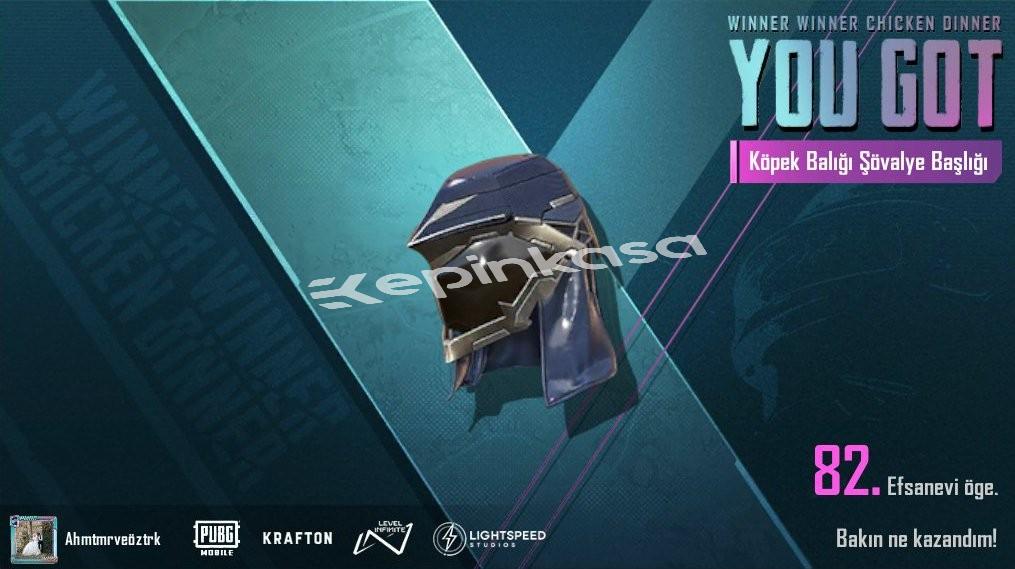 WINNER WINNER CHICKEN DINNER
YOU GOT
Köpek Balığı Şövalye Başlığı
WINNER WINNER
CHICKEN DINNER
epinkasa
82. Efsanevi öge.
Bakın ne kazandım!
Ahmtmrveöztrk
PUBG
MOBILE
KRAFTON
LEVEL
INFINITE
LIGHTSPEED
STUDIOS